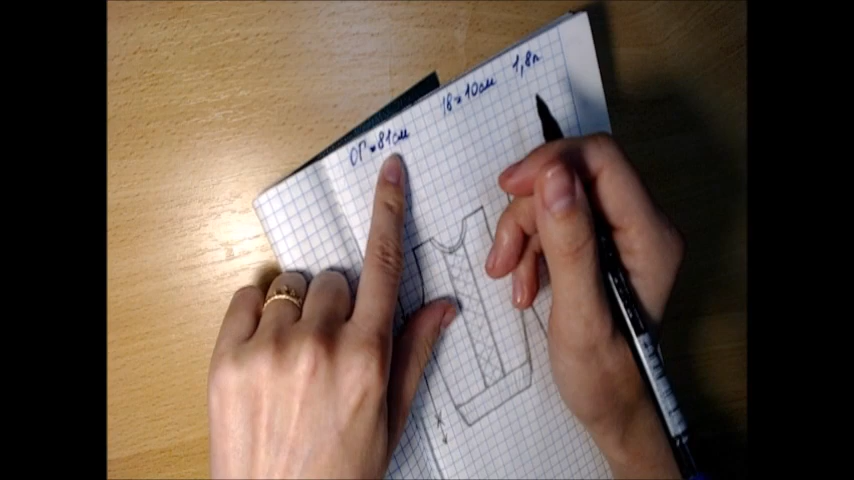 ОГ = 81см 18 = 10см 1,8п